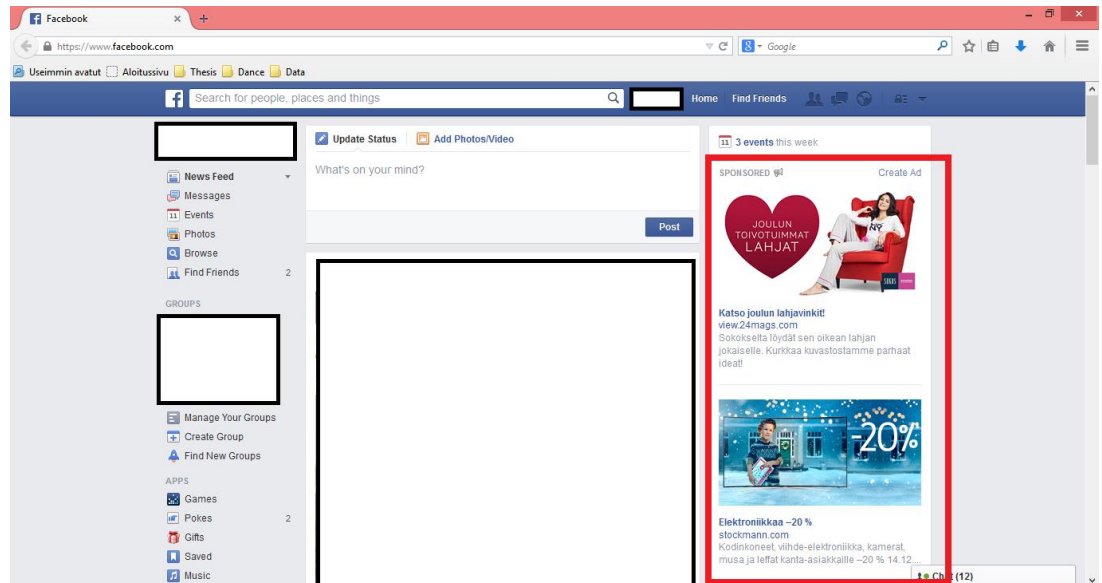 Facebook
https://www.facebook.com
Google
Useimmin avatut
Aloitussivu
Thesis
Dance
Data
Search for people, places and things
Home
Find Friends
Update Status
Add Photos/Video
What's on your mind?
Post
News Feed
Messages
11 Events
Photos
Browse
Find Friends 2
GROUPS
Manage Your Groups
Create Group
Find New Groups
APPS
Games
Pokes 2
Gifts
Saved
Music
11 3 events this week
SPONSORED
Create Ad
JOULUN
TOIVOTUIMMAT
LAHJAT
NY
SOKOS
Katso joulun lahjavinkit!
view.24mags.com
Sokokselta löydät sen oikean lahjan
jokaiselle. Kurkkaa kuvastostamme parhaat
ideat!
-20%
Elektroniikkaa –20 %
stockmann.com
Kodinkoneet, viihde-elektroniikka, kamerat,
musa ja leffat kanta-asiakkaille –20 % 14.12....
Chat (12)